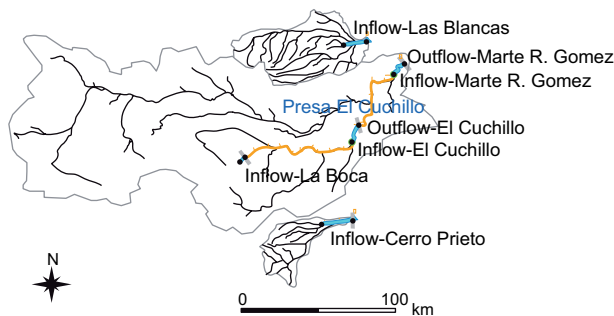 Inflow-Las Blancas
Outflow-Marte R. Gomez
Inflow-Marte R. Gomez
Presa El Cuchillo
Outflow-El Cuchillo
Inflow-El Cuchillo
Inflow-La Boca
Inflow-Cerro Prieto
N
0 100
km